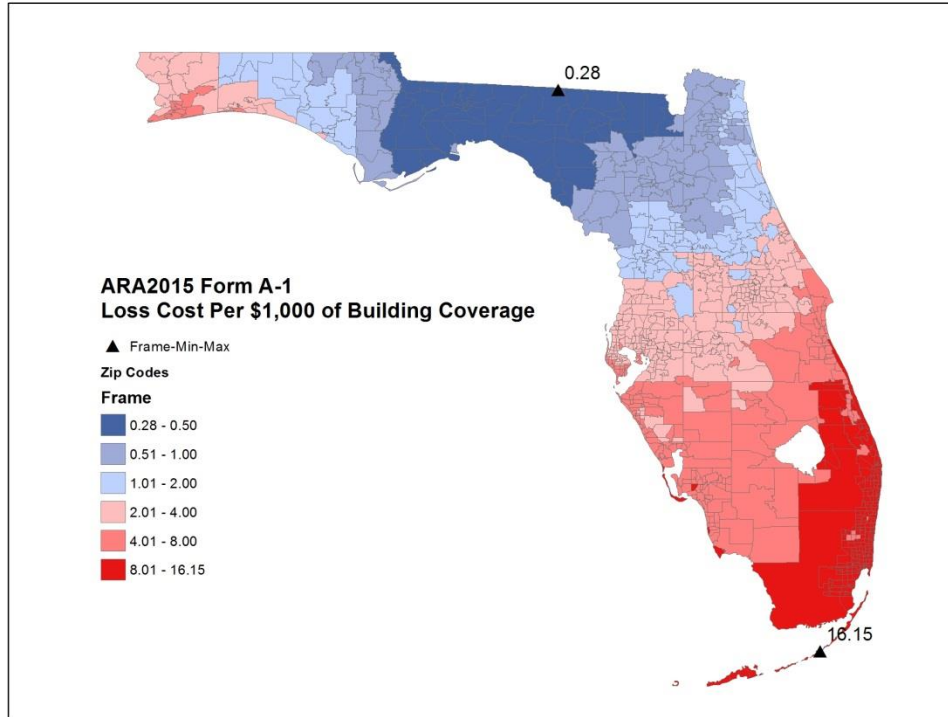 0.28
ARA2015 Form A-1
Loss Cost Per $1,000 of Building Coverage
Frame-Min-Max
Zip Codes
Frame
0.28 - 0.50
0.51 - 1.00
1.01 - 2.00
2.01 - 4.00
4.01 - 8.00
8.01 - 16.15
16.15